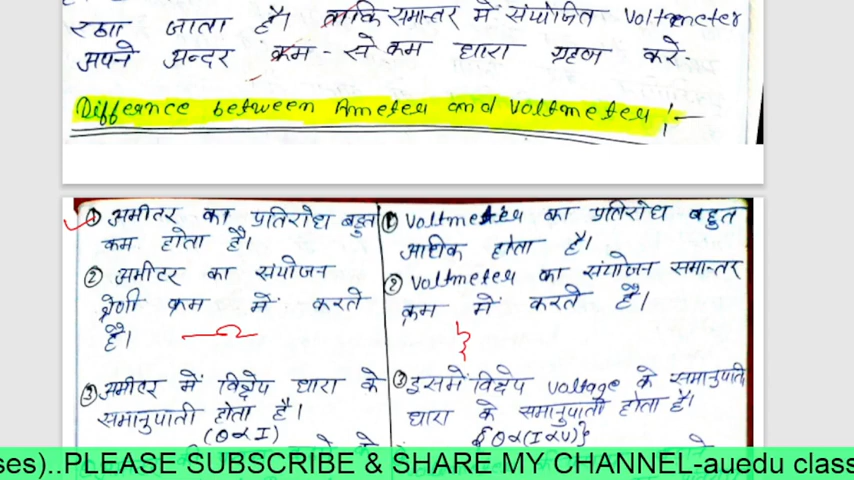 रखा जाता है। ताकि समान्तर में संयोजित Voltmeter
अपने अन्दर कम - से कम धारा ग्रहण करे
Differance between Ameter and Voltmeter :-
① अमीटर का प्रतिरोध बहुत
कम होता है।
② अमीटर का संयोजन
श्रेणी क्रम में करते
है।
③ अमीटर में विक्षेप धारा के
समानुपाती होता है।
(θ∝I)
① Voltmeter का प्रतिरोध बहुत
अधिक होता है।
② Voltmeter का संयोजन समान्तर
क्रम में करते है।
③ इसमें विक्षेप voltage के समानुपाति
धारा के समानुपाती होता है।
{θ∝(I∝V)}
ses)..PLEASE SUBSCRIBE & SHARE MY CHANNEL-auedu class